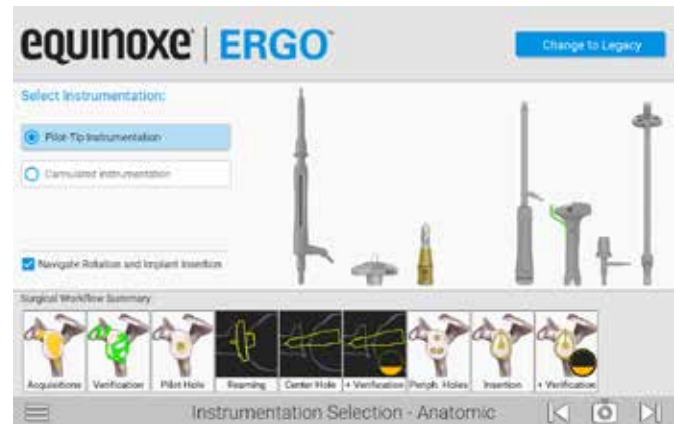 equinoxe | ERGO
Change to Legacy
Select Instrumentation:
Pilot-Tip Instrumentation
Cannulated Instrumentation
Navigate Rotation and Implant Insertion
Surgical Workflow Summary
Acquisitions
Verification
Pilot Hole
Reaming
Center Hole
+ Verification
Periph. Holes
Insertion
+ Verification
Instrumentation Selection - Anatomic